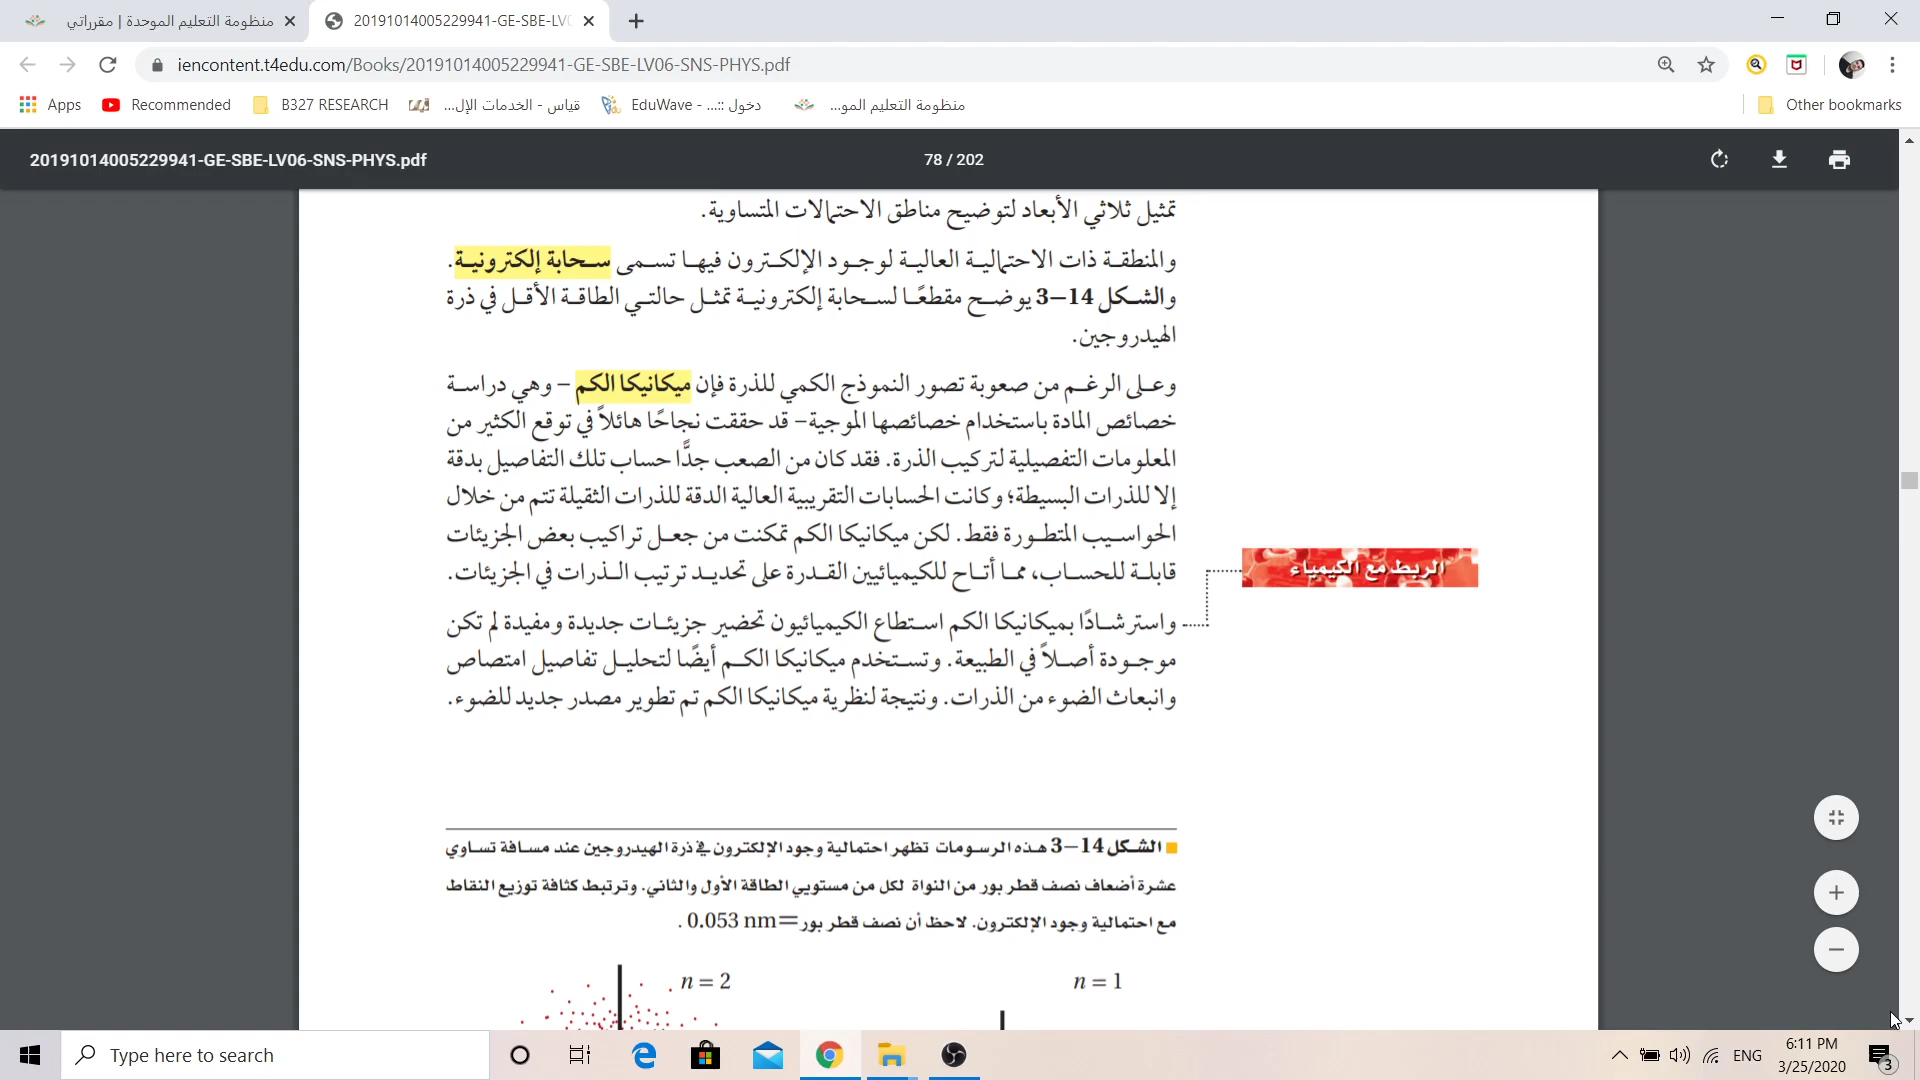 منظومة التعليم الموحدة | مقرراتي
20191014005229941-GE-SBE-LV0
iencontent.t4edu.com/Books/20191014005229941-GE-SBE-LV06-SNS-PHYS.pdf
Apps
Recommended
B327 RESEARCH
قياس - الخدمات الإل...
EduWave - ...:: دخول
منظومة التعليم المو...
Other bookmarks
20191014005229941-GE-SBE-LV06-SNS-PHYS.pdf
78 / 202
تمثيل ثلاثي الأبعاد لتوضيح مناطق الاحتمالات المتساوية.
والمنطقة ذات الاحتمالية العالية لوجود الإلكترون فيها تسمى سحابة إلكترونية.
والشكل 14–3 يوضح مقطعًا لسحابة إلكترونية تمثل حالتي الطاقة الأقل في ذرة
الهيدروجين.
وعلى الرغم من صعوبة تصور النموذج الكمي للذرة فإن ميكانيكا الكم – وهي دراسة
خصائص المادة باستخدام خصائصها الموجية– قد حققت نجاحًا هائلاً في توقع الكثير من
المعلومات التفصيلية لتركيب الذرة. فقد كان من الصعب جدًّا حساب تلك التفاصيل بدقة
إلا للذرات البسيطة؛ وكانت الحسابات التقريبية العالية الدقة للذرات الثقيلة تتم من خلال
الحواسيب المتطورة فقط. لكن ميكانيكا الكم تمكنت من جعل تراكيب بعض الجزيئات
قابلة للحساب، مما أتاح للكيميائيين القدرة على تحديد ترتيب الذرات في الجزيئات.
الربط مع الكيمياء
واسترشادًا بميكانيكا الكم استطاع الكيميائيون تحضير جزيئات جديدة ومفيدة لم تكن
موجودة أصلاً في الطبيعة. وتستخدم ميكانيكا الكم أيضًا لتحليل تفاصيل امتصاص
وانبعاث الضوء من الذرات. ونتيجة لنظرية ميكانيكا الكم تم تطوير مصدر جديد للضوء.
الشكل 14–3 هذه الرسومات تظهر احتمالية وجود الإلكترون في ذرة الهيدروجين عند مسافة تساوي
عشرة أضعاف نصف قطر بور من النواة لكل من مستويي الطاقة الأول والثاني. وترتبط كثافة توزيع النقاط
مع احتمالية وجود الإلكترون. لاحظ أن نصف قطر بور=0.053 nm .
n = 2
n = 1
Type here to search
ENG
6:11 PM
3/25/2020
3